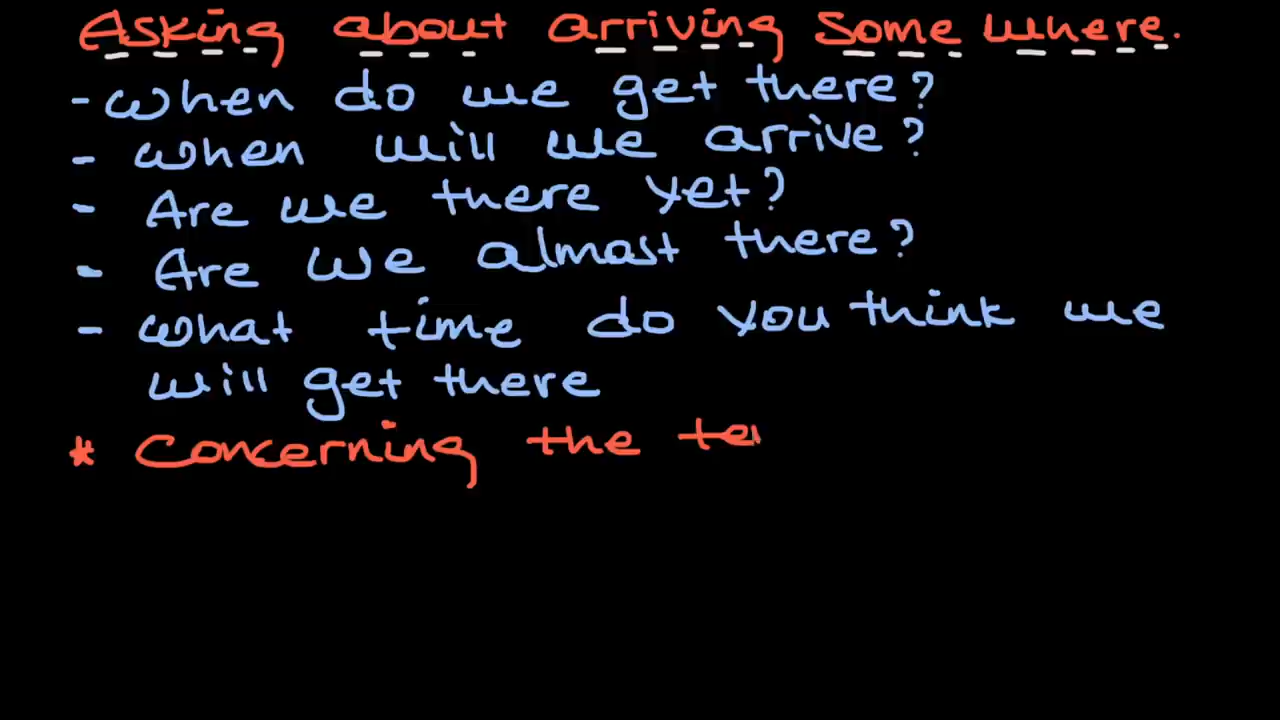 Asking about arriving Some where.
- when do we get there?
- when will we arrive?
- Are we there yet?
- Are we almost there?
- what time do you think we
will get there
* Concerning the